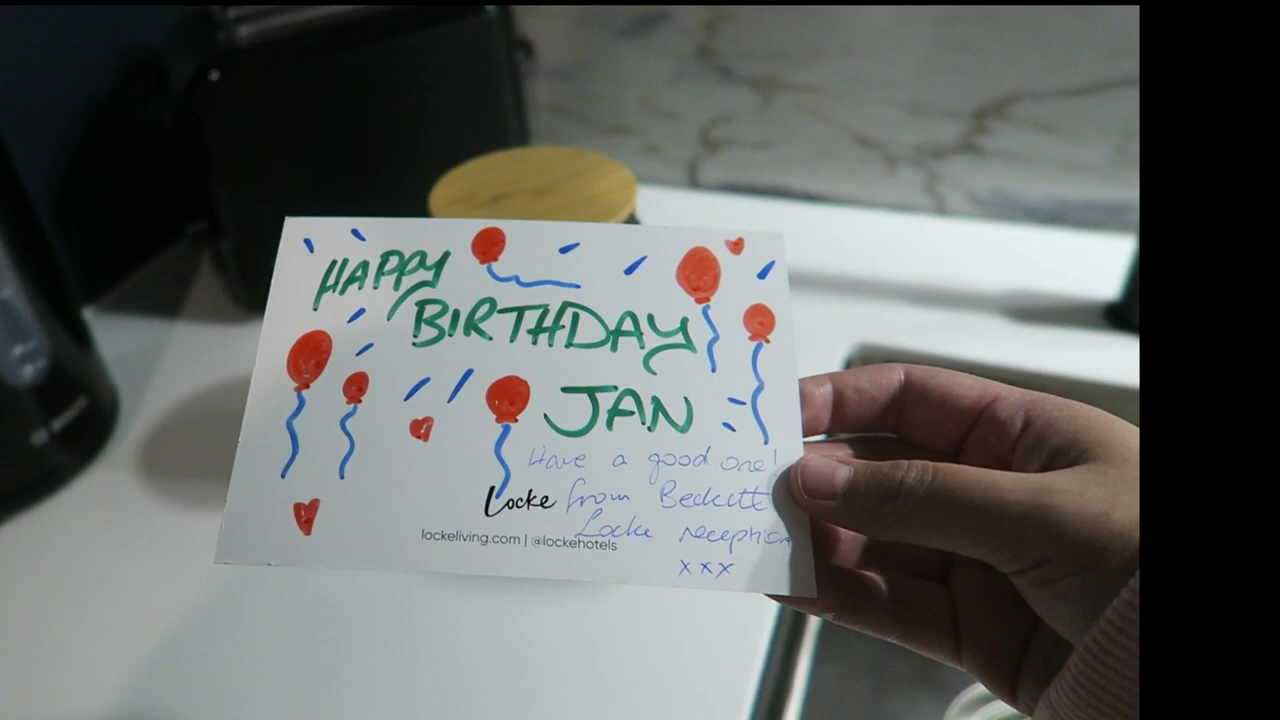 HAPPY
BIRTHDAY
JAN
Have a good one!
Locke from Beckett
Locke reception
lockeliving.com | @lockehotels
xxx